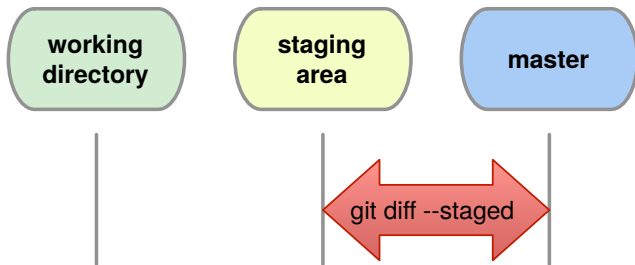 working
directory
staging
area
master
git diff --staged